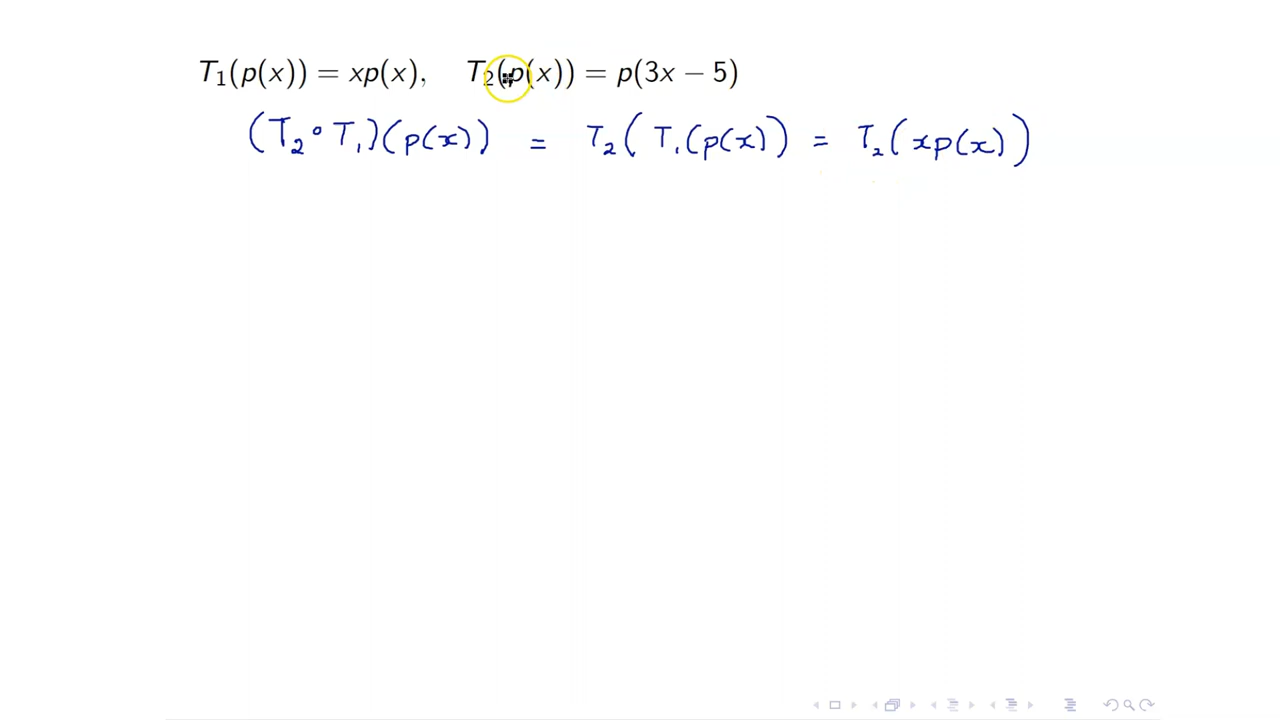 T₁(p(x)) = xp(x), T₂(p(x)) = p(3x − 5)
(T₂ ∘ T₁)(p(x)) = T₂(T₁(p(x)) = T₂(xp(x))